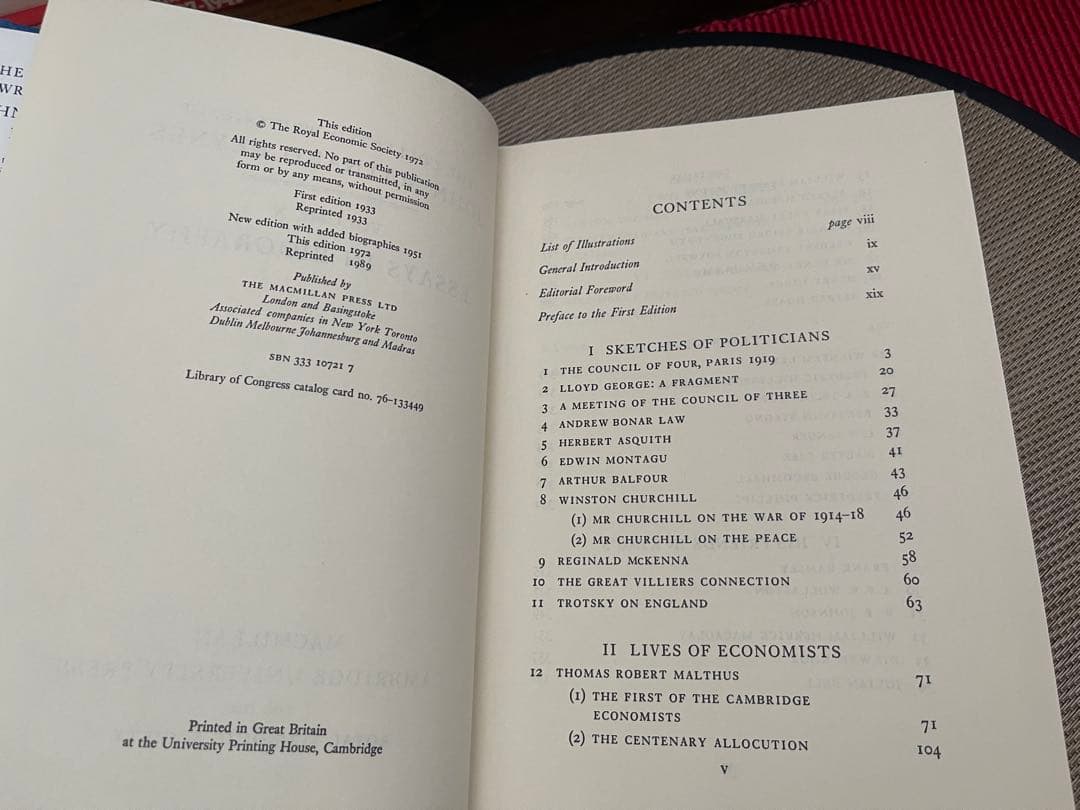 This edition
© The Royal Economic Society 1972
All rights reserved. No part of this publication
may be reproduced or transmitted, in any
form or by any means, without permission
First edition 1933
Reprinted 1933
New edition with added biographies 1951
This edition 1972
Reprinted 1989
Published by
THE MACMILLAN PRESS LTD
London and Basingstoke
Associated companies in New York Toronto
Dublin Melbourne Johannesburg and Madras
SBN 333 10721 7
Library of Congress catalog card no. 76–133449
Printed in Great Britain
at the University Printing House, Cambridge
CONTENTS
List of Illustrations page viii
General Introduction ix
Editorial Foreword xv
Preface to the First Edition xix
I SKETCHES OF POLITICIANS
1 THE COUNCIL OF FOUR, PARIS 1919 3
2 LLOYD GEORGE: A FRAGMENT 20
3 A MEETING OF THE COUNCIL OF THREE 27
4 ANDREW BONAR LAW 33
5 HERBERT ASQUITH 37
6 EDWIN MONTAGU 41
7 ARTHUR BALFOUR 43
8 WINSTON CHURCHILL 46
(1) MR CHURCHILL ON THE WAR OF 1914–18 46
(2) MR CHURCHILL ON THE PEACE 52
9 REGINALD McKENNA 58
10 THE GREAT VILLIERS CONNECTION 60
11 TROTSKY ON ENGLAND 63
II LIVES OF ECONOMISTS
12 THOMAS ROBERT MALTHUS 71
(1) THE FIRST OF THE CAMBRIDGE
ECONOMISTS 71
(2) THE CENTENARY ALLOCUTION 104
v